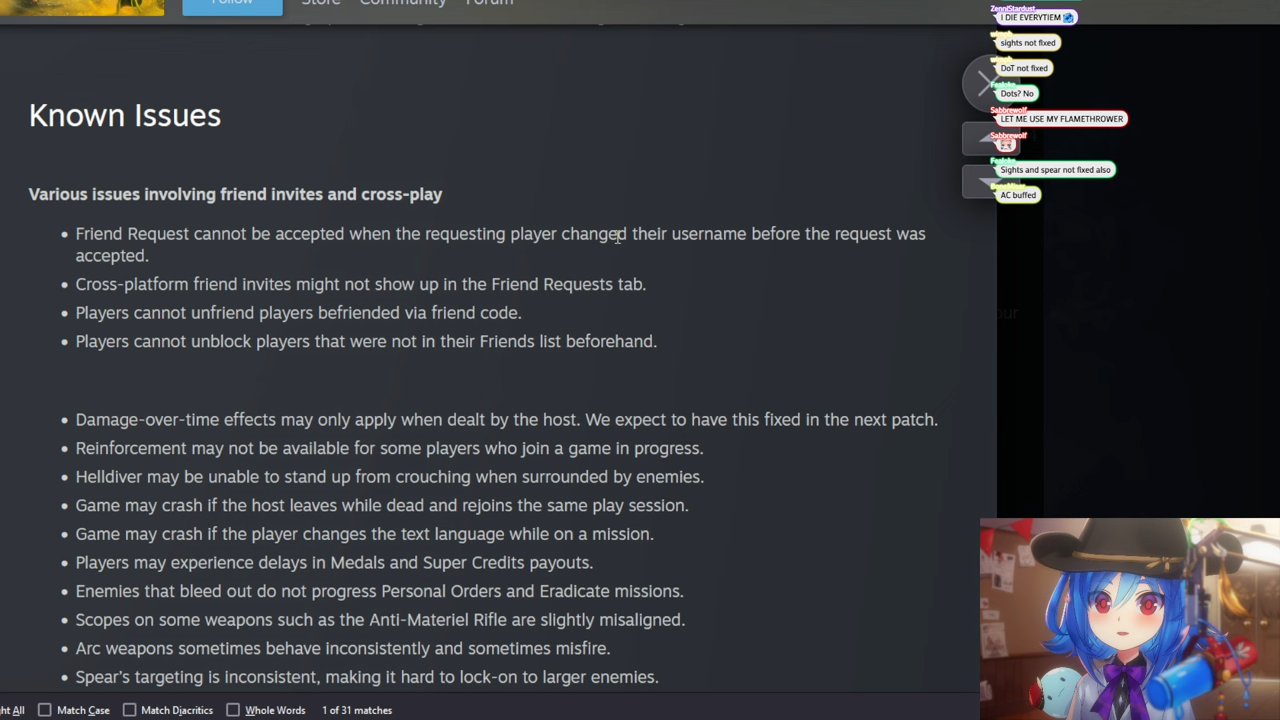 Follow
Store
Community
Forum
Known Issues
Various issues involving friend invites and cross-play
• Friend Request cannot be accepted when the requesting player changed their username before the request was
accepted.
• Cross-platform friend invites might not show up in the Friend Requests tab.
• Players cannot unfriend players befriended via friend code.
• Players cannot unblock players that were not in their Friends list beforehand.
• Damage-over-time effects may only apply when dealt by the host. We expect to have this fixed in the next patch.
• Reinforcement may not be available for some players who join a game in progress.
• Helldiver may be unable to stand up from crouching when surrounded by enemies.
• Game may crash if the host leaves while dead and rejoins the same play session.
• Game may crash if the player changes the text language while on a mission.
• Players may experience delays in Medals and Super Credits payouts.
• Enemies that bleed out do not progress Personal Orders and Eradicate missions.
• Scopes on some weapons such as the Anti-Materiel Rifle are slightly misaligned.
• Arc weapons sometimes behave inconsistently and sometimes misfire.
• Spear's targeting is inconsistent, making it hard to lock-on to larger enemies.
ght All
Match Case
Match Diacritics
Whole Words
1 of 31 matches
ZenniStardust
I DIE EVERYTIEM
sights not fixed
DoT not fixed
Dots? No
Sabbrewolf
LET ME USE MY FLAMETHROWER
Sabbrewolf
Sights and spear not fixed also
AC buffed
our